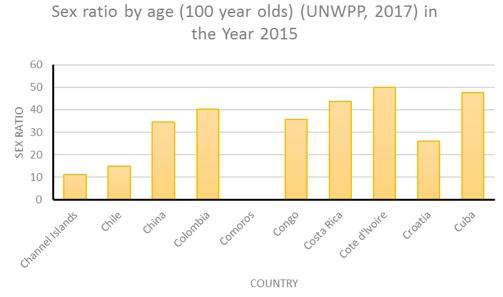 Sex ratio by age (100 year olds) (UNWPP, 2017) in
the Year 2015
60
50
40
30
20
10
0
SEX RATIO
Channel Islands
Chile
China
Colombia
Comoros
Congo
Costa Rica
Cote d'Ivoire
Croatia
Cuba
COUNTRY